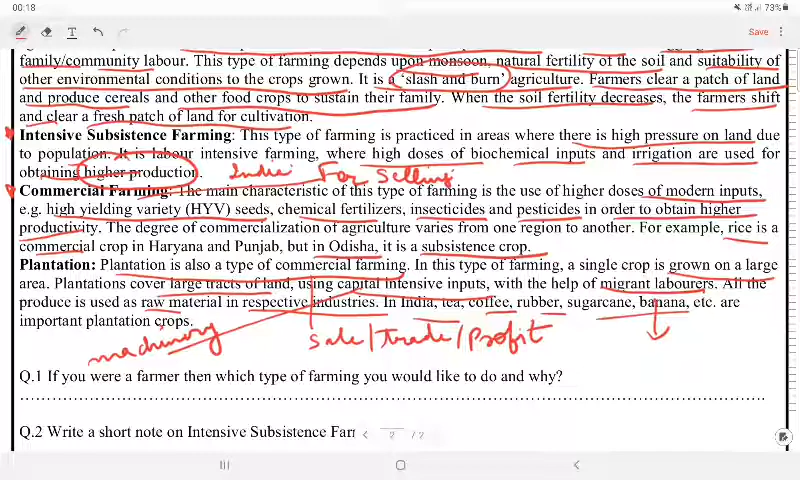 00:18
73%
T
Save
family/community labour. This type of farming depends upon monsoon, natural fertility of the soil and suitability of
other environmental conditions to the crops grown. It is a 'slash and burn' agriculture. Farmers clear a patch of land
and produce cereals and other food crops to sustain their family. When the soil fertility decreases, the farmers shift
and clear a fresh patch of land for cultivation.
Intensive Subsistence Farming: This type of farming is practiced in areas where there is high pressure on land due
to population. It is labour intensive farming, where high doses of biochemical inputs and irrigation are used for
obtaining higher production. India For Selling
Commercial Farming: The main characteristic of this type of farming is the use of higher doses of modern inputs,
e.g. high yielding variety (HYV) seeds, chemical fertilizers, insecticides and pesticides in order to obtain higher
productivity. The degree of commercialization of agriculture varies from one region to another. For example, rice is a
commercial crop in Haryana and Punjab, but in Odisha, it is a subsistence crop.
Plantation: Plantation is also a type of commercial farming. In this type of farming, a single crop is grown on a large
area. Plantations cover large tracts of land, using capital intensive inputs, with the help of migrant labourers. All the
produce is used as raw material in respective industries. In India, tea, coffee, rubber, sugarcane, banana, etc. are
important plantation crops.
machinery Sale/Trade/Profit
Q.1 If you were a farmer then which type of farming you would like to do and why?
Q.2 Write a short note on Intensive Subsistence Farr
2 / 2